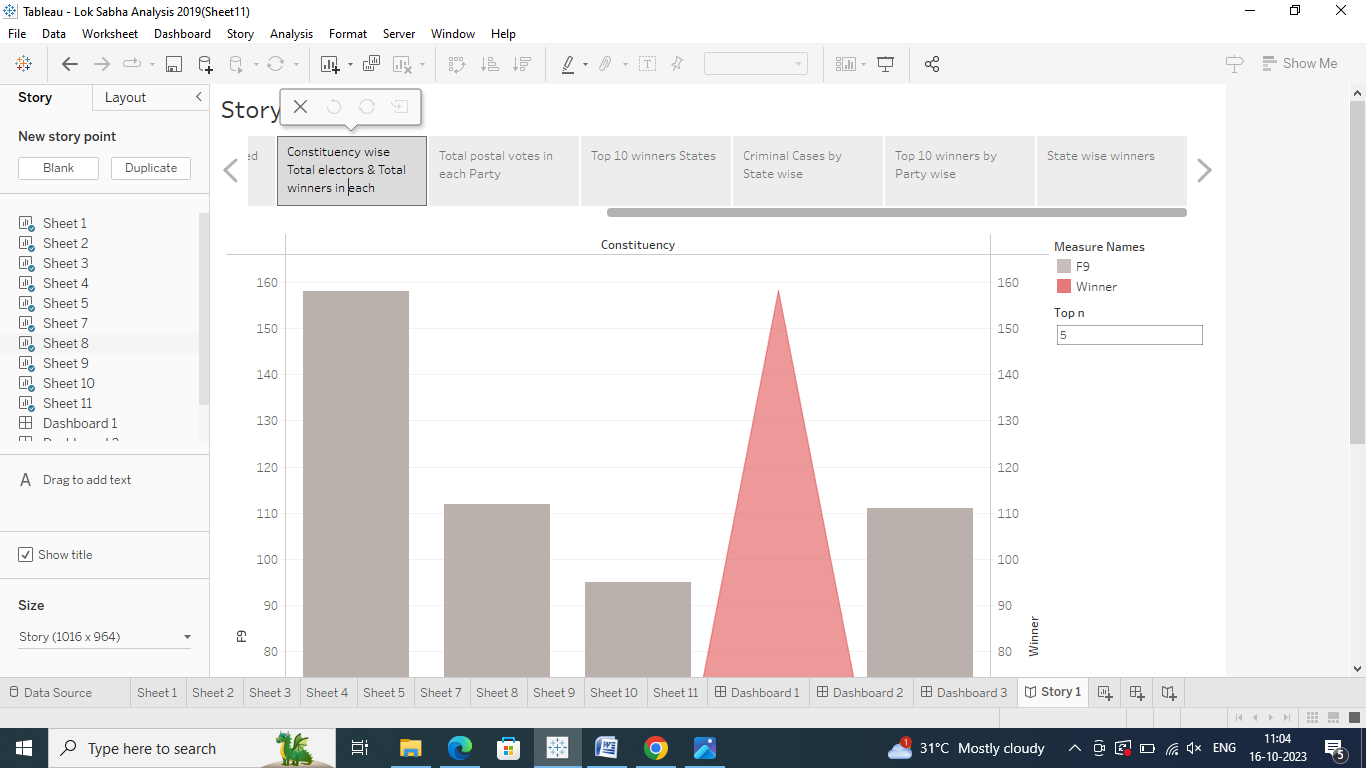 Tableau - Lok Sabha Analysis 2019(Sheet11)
File Data Worksheet Dashboard Story Analysis Format Server Window Help
Show Me
Story Layout
New story point
Blank Duplicate
Sheet 1
Sheet 2
Sheet 3
Sheet 4
Sheet 5
Sheet 7
Sheet 8
Sheet 9
Sheet 10
Sheet 11
Dashboard 1
A Drag to add text
Show title
Size
Story (1016 x 964)
Story
ed
Constituency wise
Total electors & Total
winners in each
Total postal votes in
each Party
Top 10 winners States
Criminal Cases by
State wise
Top 10 winners by
Party wise
State wise winners
Constituency
160
150
140
130
120
110
100
90
80
F9
160
150
140
130
120
110
100
90
80
Winner
Measure Names
F9
Winner
Top n
5
Data Source Sheet 1 Sheet 2 Sheet 3 Sheet 4 Sheet 5 Sheet 7 Sheet 8 Sheet 9 Sheet 10 Sheet 11 Dashboard 1 Dashboard 2 Dashboard 3 Story 1
Type here to search
1
31°C Mostly cloudy
ENG
11:04
16-10-2023
5